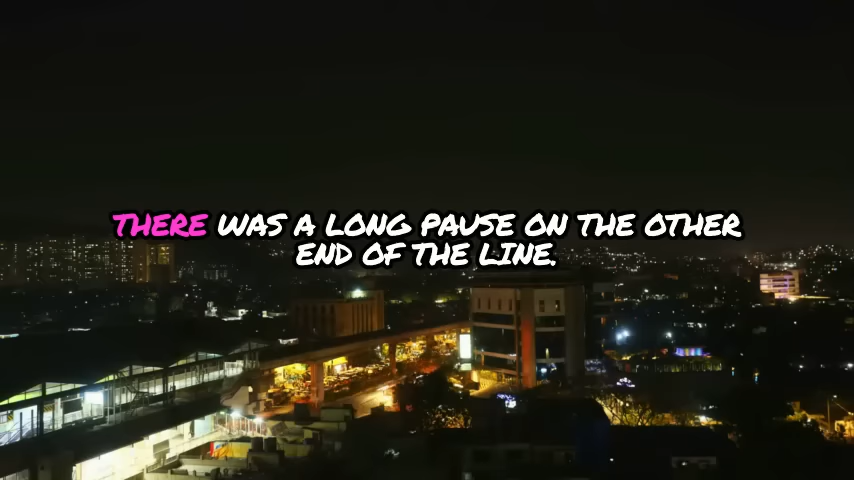 THERE WAS A LONG PAUSE ON THE OTHER
END OF THE LINE.